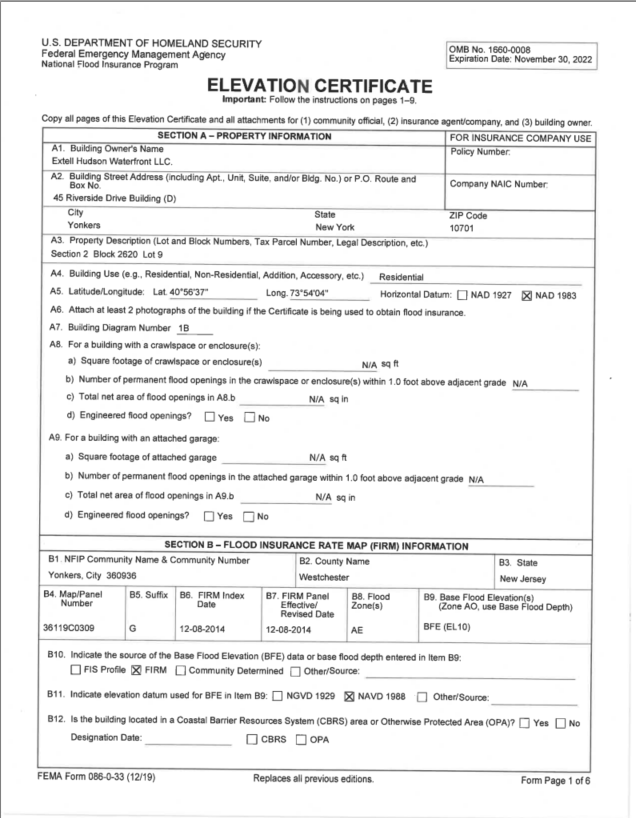 U.S. DEPARTMENT OF HOMELAND SECURITY
Federal Emergency Management Agency
National Flood Insurance Program
OMB No. 1660-0008
Expiration Date: November 30, 2022
ELEVATION CERTIFICATE
Important: Follow the instructions on pages 1–9.
Copy all pages of this Elevation Certificate and all attachments for (1) community official, (2) insurance agent/company, and (3) building owner.
SECTION A – PROPERTY INFORMATION
FOR INSURANCE COMPANY USE
A1. Building Owner's Name
Extell Hudson Waterfront LLC.
Policy Number:
A2. Building Street Address (including Apt., Unit, Suite, and/or Bldg. No.) or P.O. Route and
Box No.
45 Riverside Drive Building (D)
Company NAIC Number:
City State ZIP Code
Yonkers New York 10701
A3. Property Description (Lot and Block Numbers, Tax Parcel Number, Legal Description, etc.)
Section 2 Block 2620 Lot 9
A4. Building Use (e.g., Residential, Non-Residential, Addition, Accessory, etc.) Residential
A5. Latitude/Longitude: Lat. 40°56'37" Long. 73°54'04" Horizontal Datum: NAD 1927 NAD 1983
A6. Attach at least 2 photographs of the building if the Certificate is being used to obtain flood insurance.
A7. Building Diagram Number 1B
A8. For a building with a crawlspace or enclosure(s):
a) Square footage of crawlspace or enclosure(s) N/A sq ft
b) Number of permanent flood openings in the crawlspace or enclosure(s) within 1.0 foot above adjacent grade N/A
c) Total net area of flood openings in A8.b N/A sq in
d) Engineered flood openings? Yes No
A9. For a building with an attached garage:
a) Square footage of attached garage N/A sq ft
b) Number of permanent flood openings in the attached garage within 1.0 foot above adjacent grade N/A
c) Total net area of flood openings in A9.b N/A sq in
d) Engineered flood openings? Yes No
SECTION B – FLOOD INSURANCE RATE MAP (FIRM) INFORMATION
B1. NFIP Community Name & Community Number
Yonkers, City 360936
B2. County Name
Westchester
B3. State
New Jersey
B4. Map/Panel
Number
B5. Suffix
B6. FIRM Index
Date
B7. FIRM Panel
Effective/
Revised Date
B8. Flood
Zone(s)
B9. Base Flood Elevation(s)
(Zone AO, use Base Flood Depth)
36119C0309 G 12-08-2014 12-08-2014 AE BFE (EL10)
B10. Indicate the source of the Base Flood Elevation (BFE) data or base flood depth entered in Item B9:
FIS Profile FIRM Community Determined Other/Source:
B11. Indicate elevation datum used for BFE in Item B9: NGVD 1929 NAVD 1988 Other/Source:
B12. Is the building located in a Coastal Barrier Resources System (CBRS) area or Otherwise Protected Area (OPA)? Yes No
Designation Date: CBRS OPA
FEMA Form 086-0-33 (12/19) Replaces all previous editions. Form Page 1 of 6